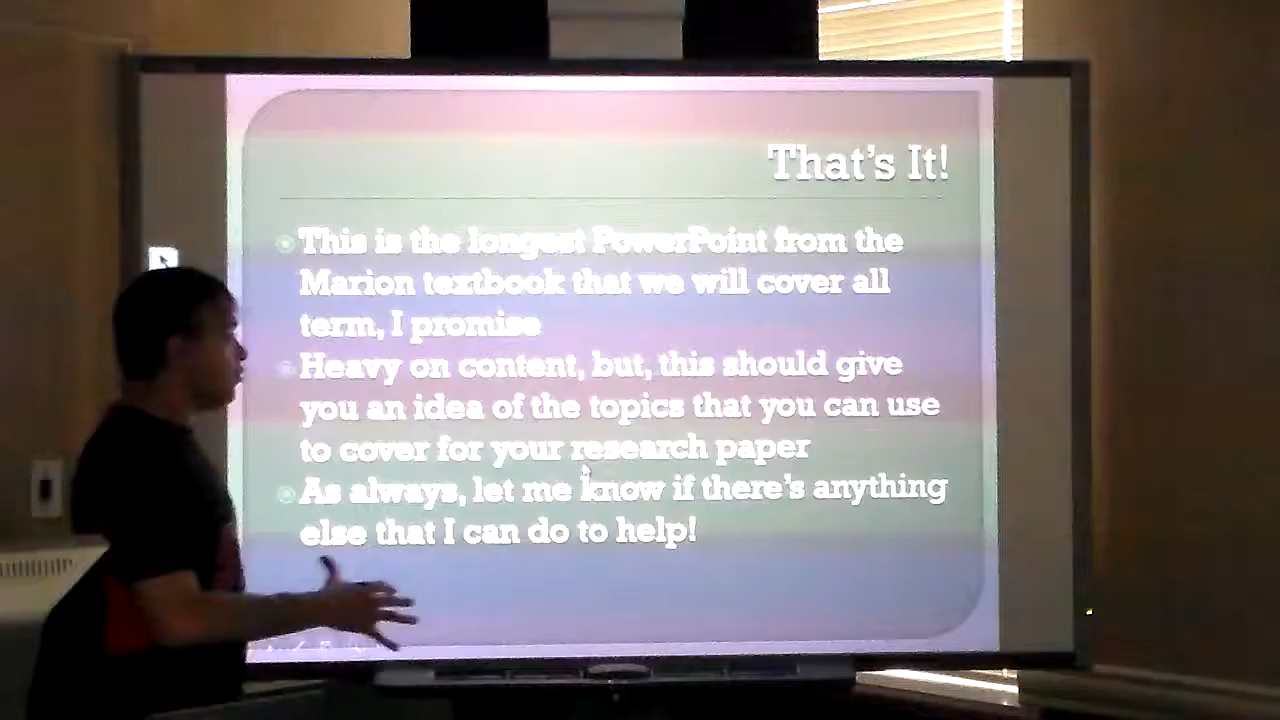 That's It!
This is the longest PowerPoint from the
Marion textbook that we will cover all
term, I promise
Heavy on content, but, this should give
you an idea of the topics that you can use
to cover for your research paper
As always, let me know if there's anything
else that I can do to help!